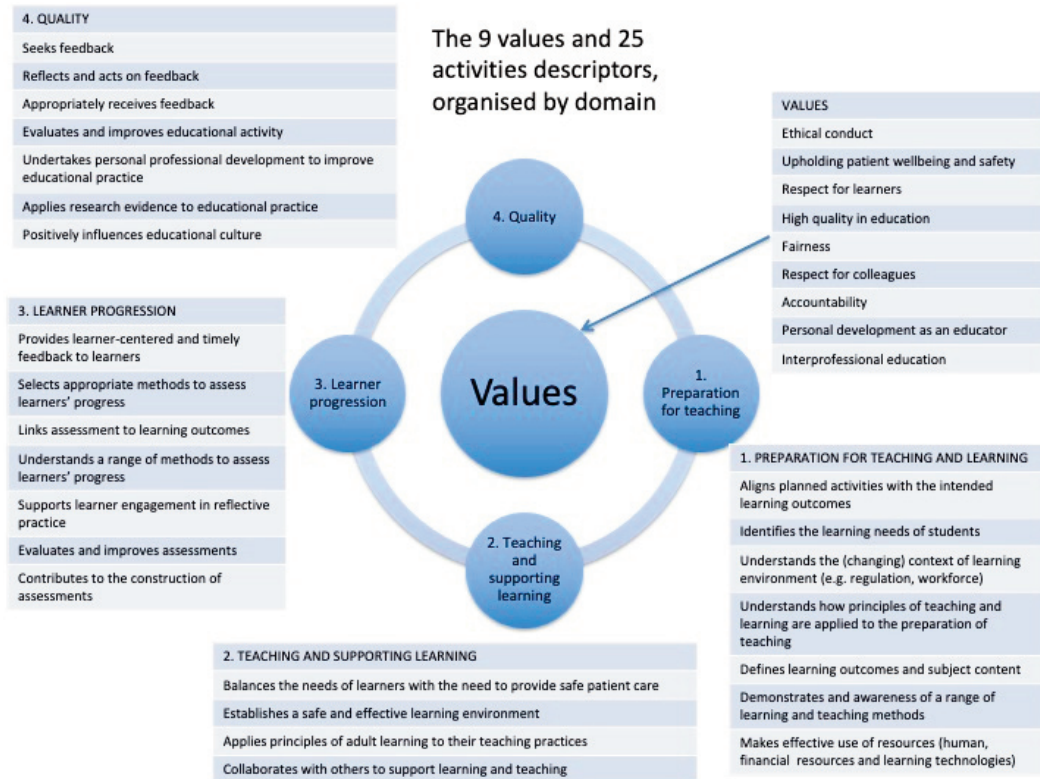 4. QUALITY
Seeks feedback
Reflects and acts on feedback
Appropriately receives feedback
Evaluates and improves educational activity
Undertakes personal professional development to improve
educational practice
Applies research evidence to educational practice
Positively influences educational culture
The 9 values and 25
activities descriptors,
organised by domain
VALUES
Ethical conduct
Upholding patient wellbeing and safety
Respect for learners
High quality in education
Fairness
Respect for colleagues
Accountability
Personal development as an educator
Interprofessional education
4. Quality
3. LEARNER PROGRESSION
Provides learner-centered and timely
feedback to learners
Selects appropriate methods to assess
learners' progress
Links assessment to learning outcomes
Understands a range of methods to assess
learners' progress
Supports learner engagement in reflective
practice
Evaluates and improves assessments
Contributes to the construction of
assessments
3. Learner
progression
Values
1.
Preparation
for teaching
2. Teaching
and
supporting
learning
1. PREPARATION FOR TEACHING AND LEARNING
Aligns planned activities with the intended
learning outcomes
Identifies the learning needs of students
Understands the (changing) context of learning
environment (e.g. regulation, workforce)
Understands how principles of teaching and
learning are applied to the preparation of
teaching
Defines learning outcomes and subject content
Demonstrates and awareness of a range of
learning and teaching methods
Makes effective use of resources (human,
financial resources and learning technologies)
2. TEACHING AND SUPPORTING LEARNING
Balances the needs of learners with the need to provide safe patient care
Establishes a safe and effective learning environment
Applies principles of adult learning to their teaching practices
Collaborates with others to support learning and teaching